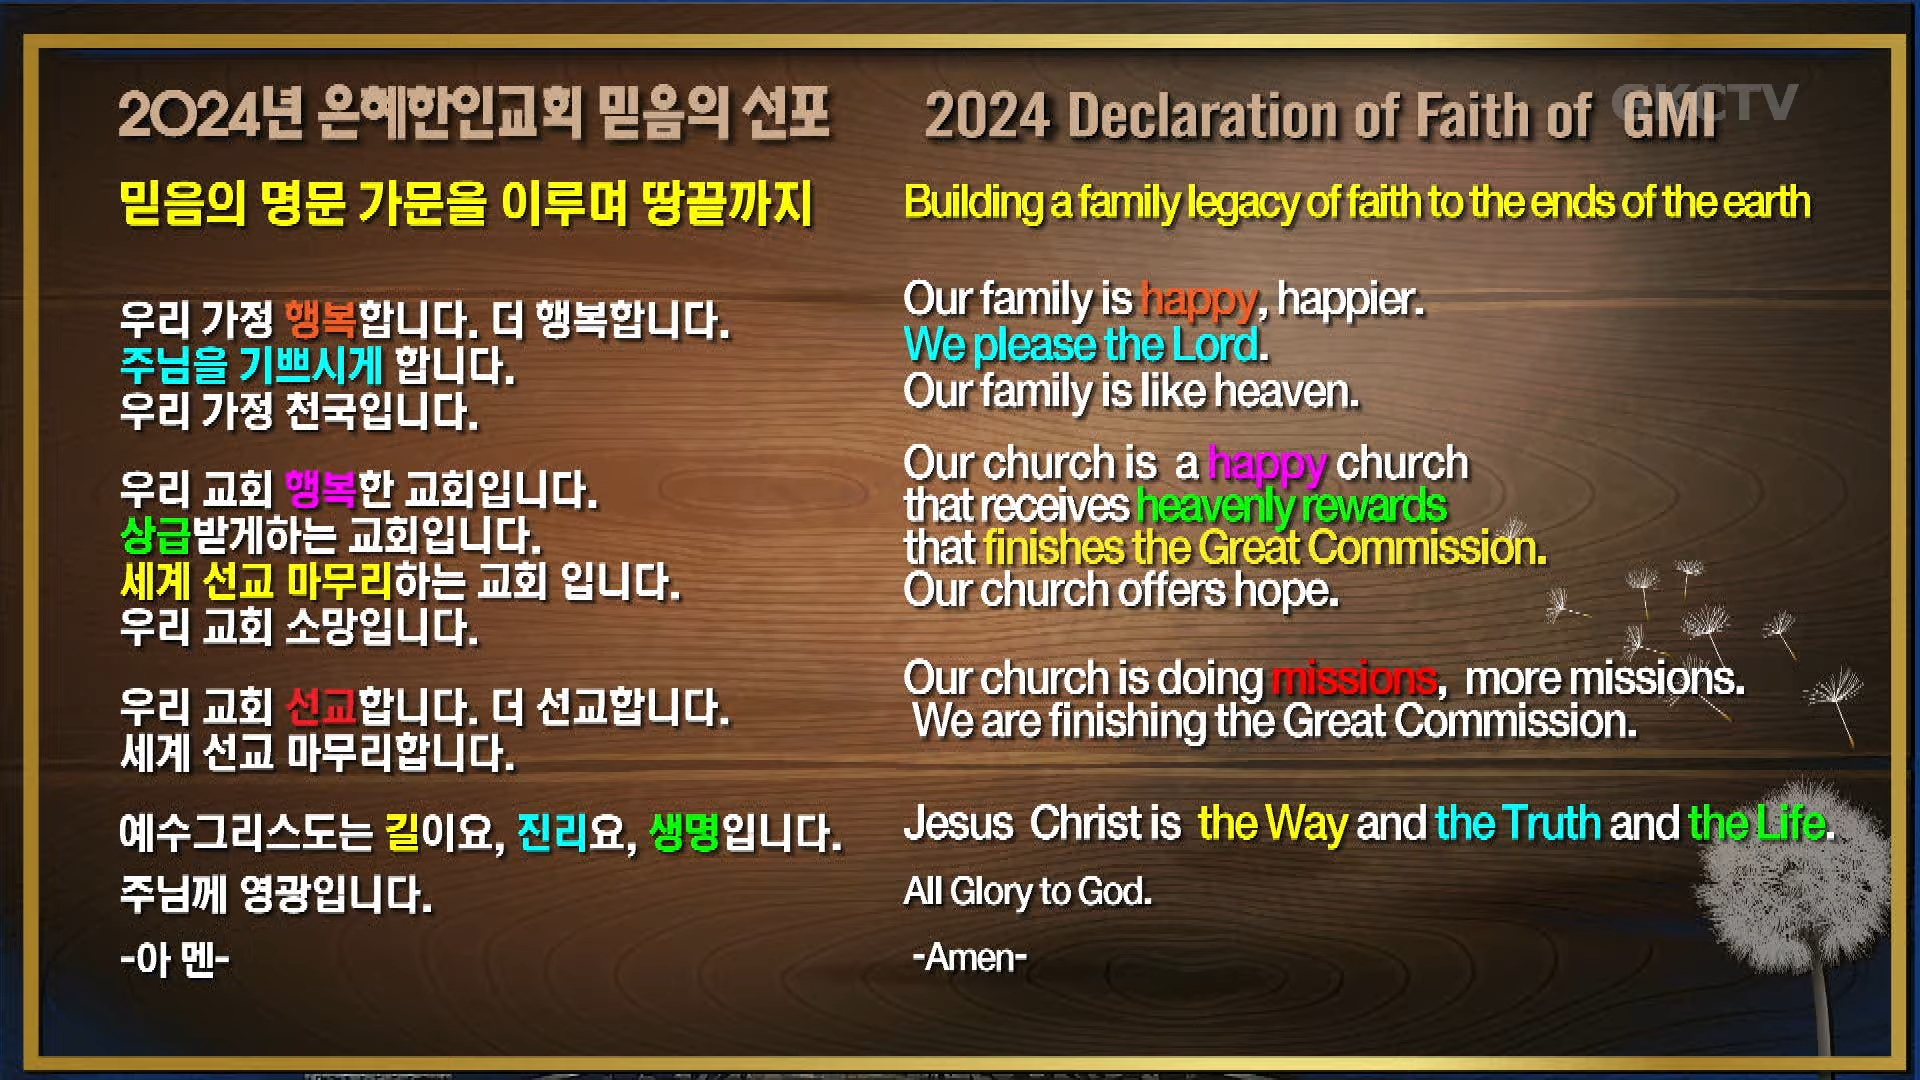 2024년 은혜한인교회 믿음의 선포
믿음의 명문 가문을 이루며 땅끝까지
우리 가정 행복합니다. 더 행복합니다.
주님을 기쁘시게 합니다.
우리 가정 천국입니다.
우리 교회 행복한 교회입니다.
상급받게하는 교회입니다.
세계 선교 마무리하는 교회 입니다.
우리 교회 소망입니다.
우리 교회 선교합니다. 더 선교합니다.
세계 선교 마무리합니다.
예수그리스도는 길이요, 진리요, 생명입니다.
주님께 영광입니다.
-아 멘-
GKCTV
2024 Declaration of Faith of GMI
Building a family legacy of faith to the ends of the earth
Our family is happy, happier.
We please the Lord.
Our family is like heaven.
Our church is a happy church
that receives heavenly rewards
that finishes the Great Commission.
Our church offers hope.
Our church is doing missions, more missions.
We are finishing the Great Commission.
Jesus Christ is the Way and the Truth and the Life.
All Glory to God.
-Amen-